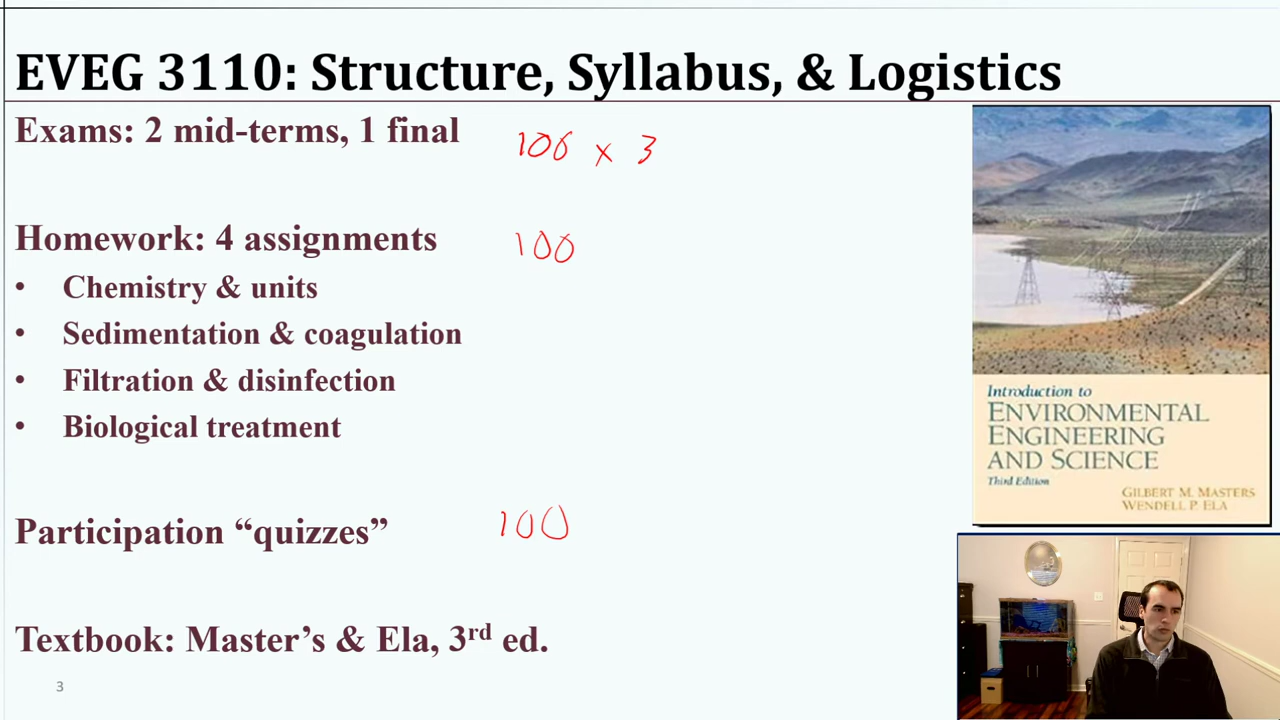 EVEG 3110: Structure, Syllabus, & Logistics
Exams: 2 mid-terms, 1 final
100 x 3
Homework: 4 assignments
100
• Chemistry & units
• Sedimentation & coagulation
• Filtration & disinfection
• Biological treatment
Participation “quizzes”
100
Textbook: Master’s & Ela, 3rd ed.
3
Introduction to
ENVIRONMENTAL
ENGINEERING
AND SCIENCE
Third Edition
GILBERT M. MASTERS
WENDELL P. ELA